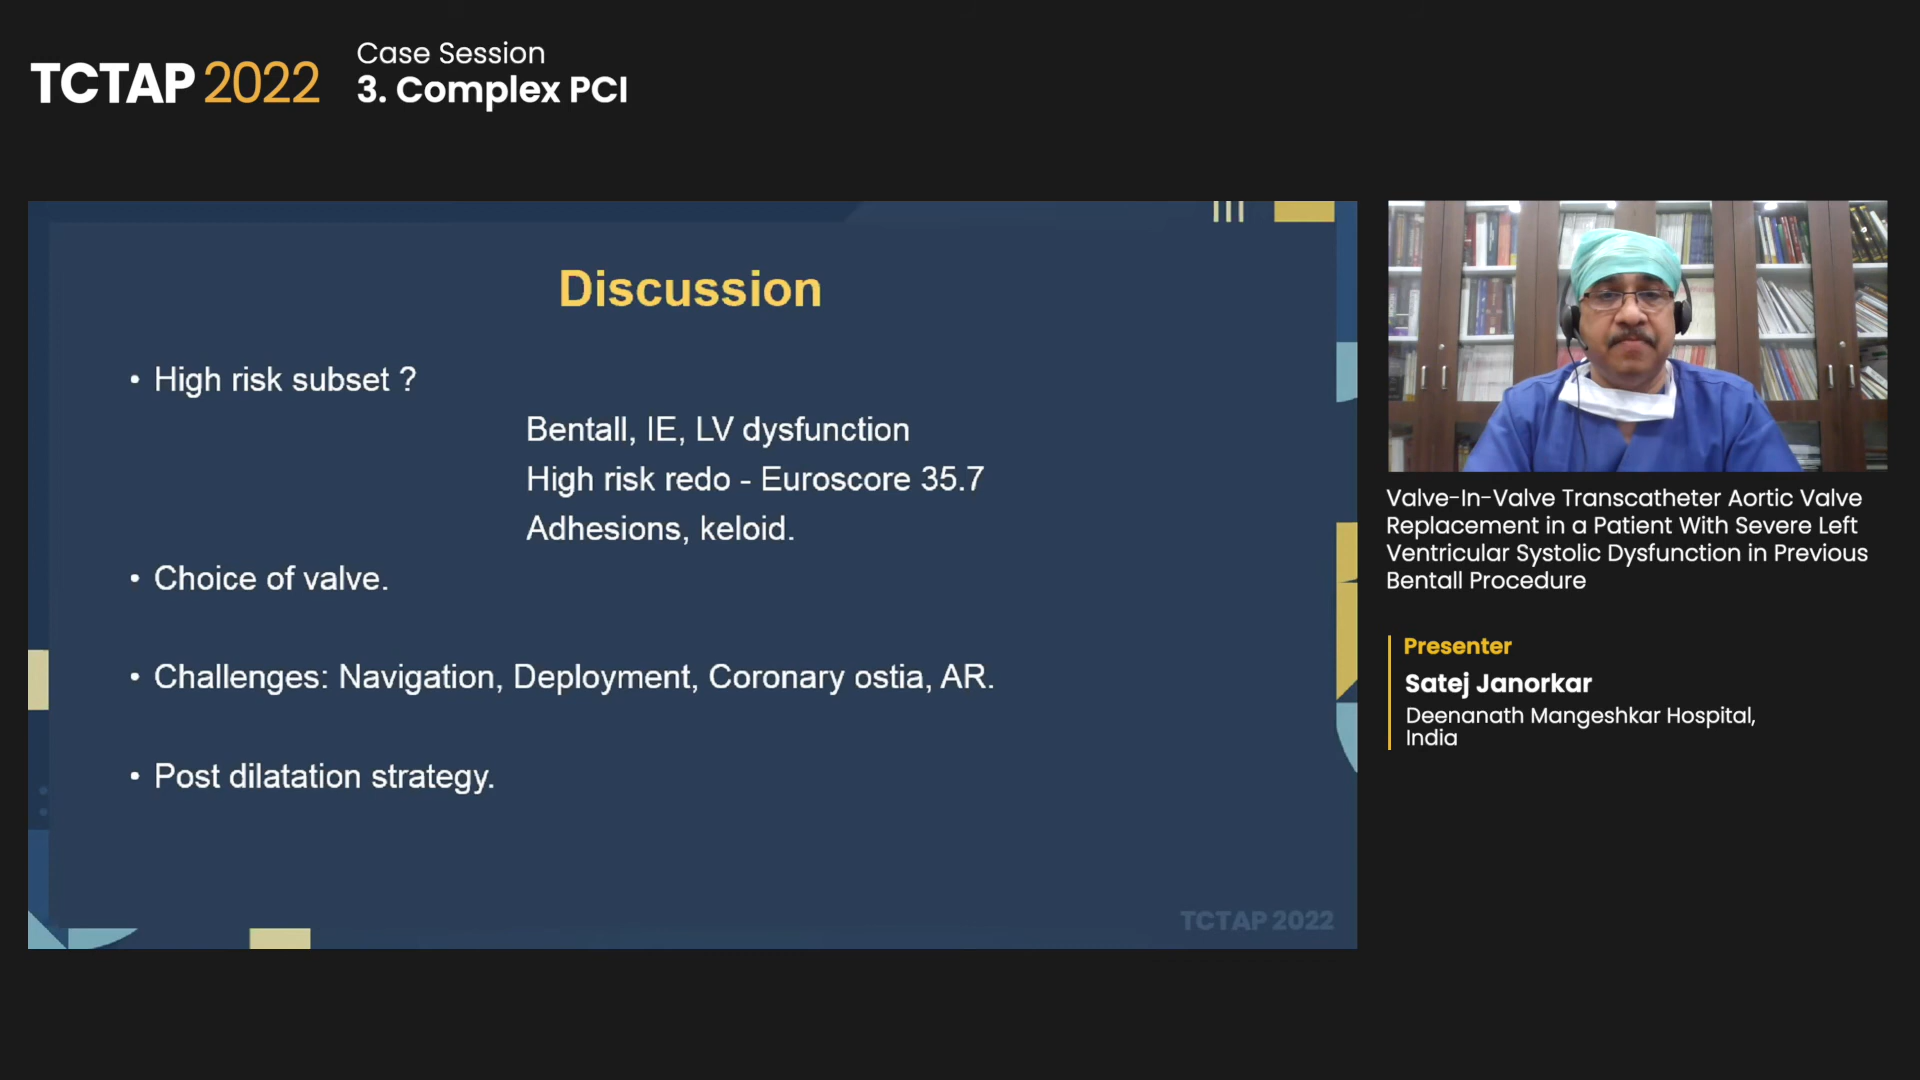 TCTAP 2022
Case Session
3. Complex PCI
Discussion
• High risk subset ?
Bentall, IE, LV dysfunction
High risk redo - Euroscore 35.7
Adhesions, keloid.
• Choice of valve.
• Challenges: Navigation, Deployment, Coronary ostia, AR.
• Post dilatation strategy.
TCTAP 2022
Valve-In-Valve Transcatheter Aortic Valve
Replacement in a Patient With Severe Left
Ventricular Systolic Dysfunction in Previous
Bentall Procedure
Presenter
Satej Janorkar
Deenanath Mangeshkar Hospital,
India